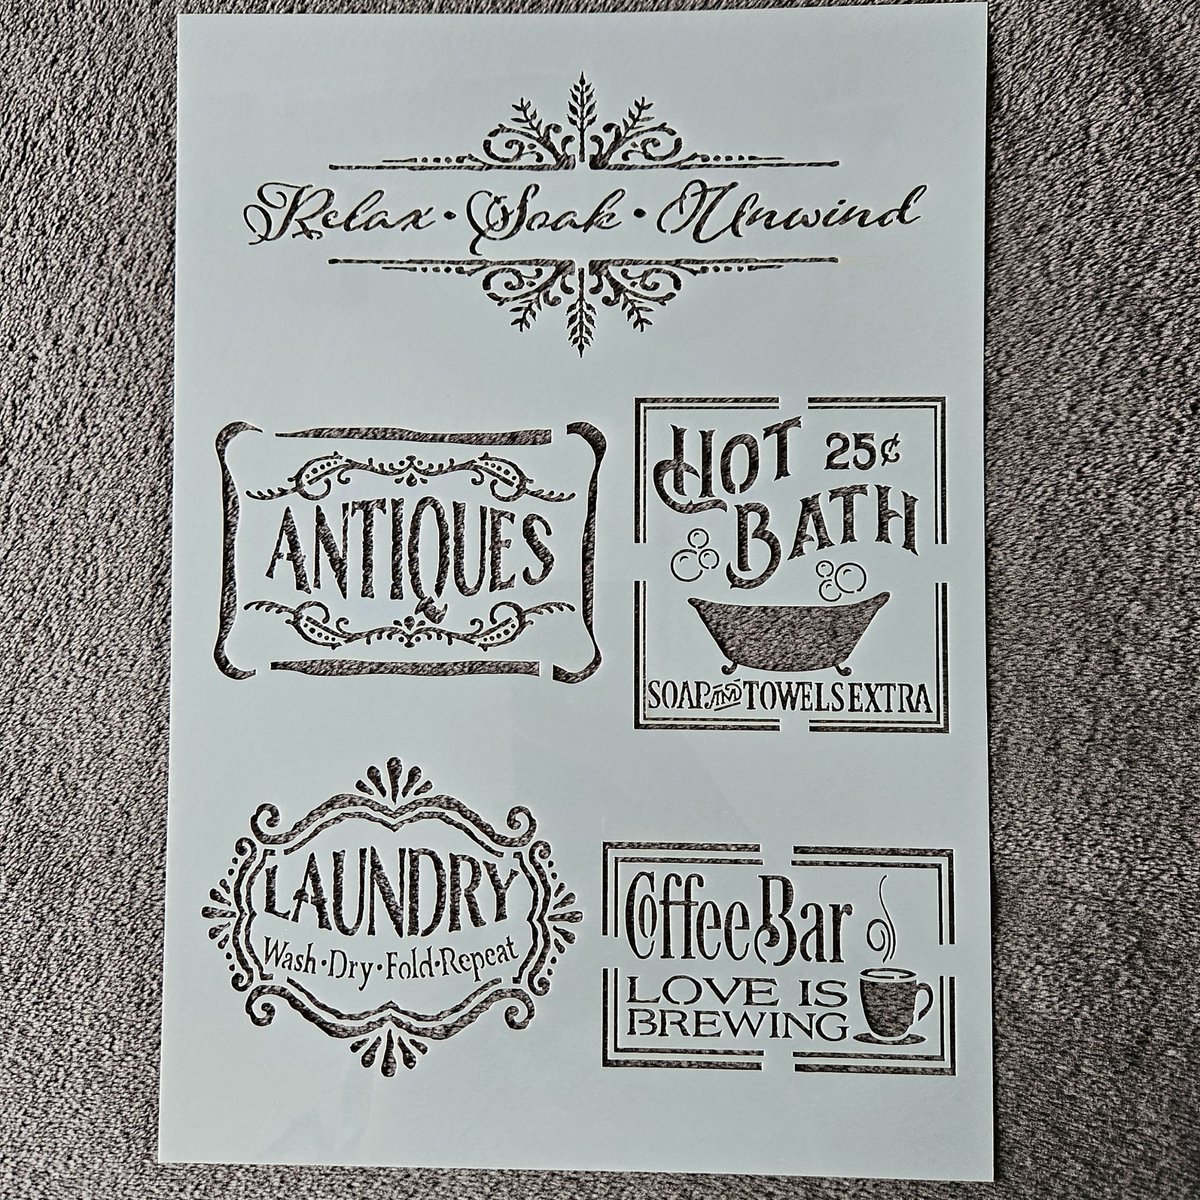 Relax • Soak • Unwind
ANTIQUES
HOT 25¢
BATH
SOAP AND TOWELS EXTRA
LAUNDRY
Wash • Dry • Fold • Repeat
Coffee Bar
LOVE IS
BREWING